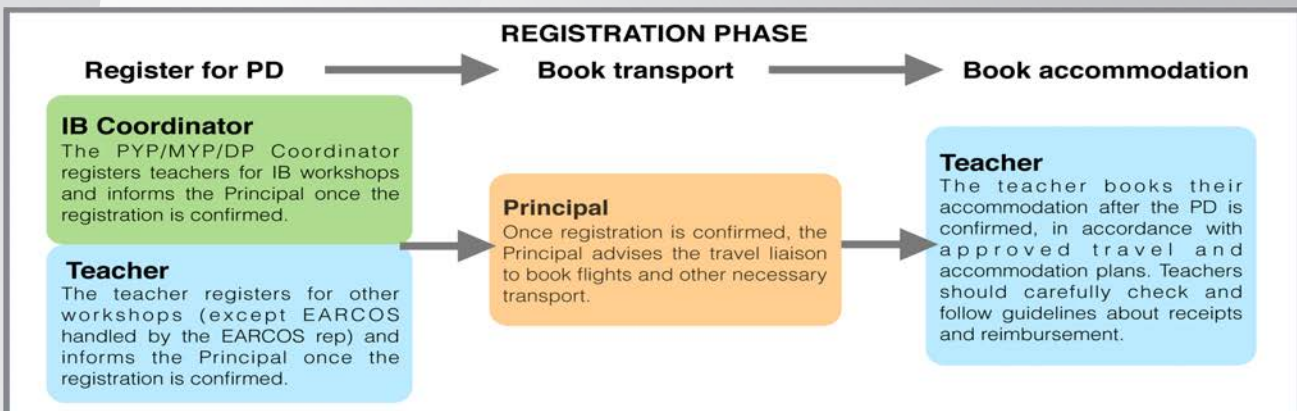 REGISTRATION PHASE
Register for PD
Book transport
Book accommodation
IB Coordinator
The PYP/MYP/DP Coordinator
registers teachers for IB workshops
and informs the Principal once the
registration is confirmed.
Teacher
The teacher registers for other
workshops (except EARCOS
handled by the EARCOS rep) and
informs the Principal once the
registration is confirmed.
Principal
Once registration is confirmed, the
Principal advises the travel liaison
to book flights and other necessary
transport.
Teacher
The teacher books their
accommodation after the PD is
confirmed, in accordance with
approved travel and
accommodation plans. Teachers
should carefully check and
follow guidelines about receipts
and reimbursement.